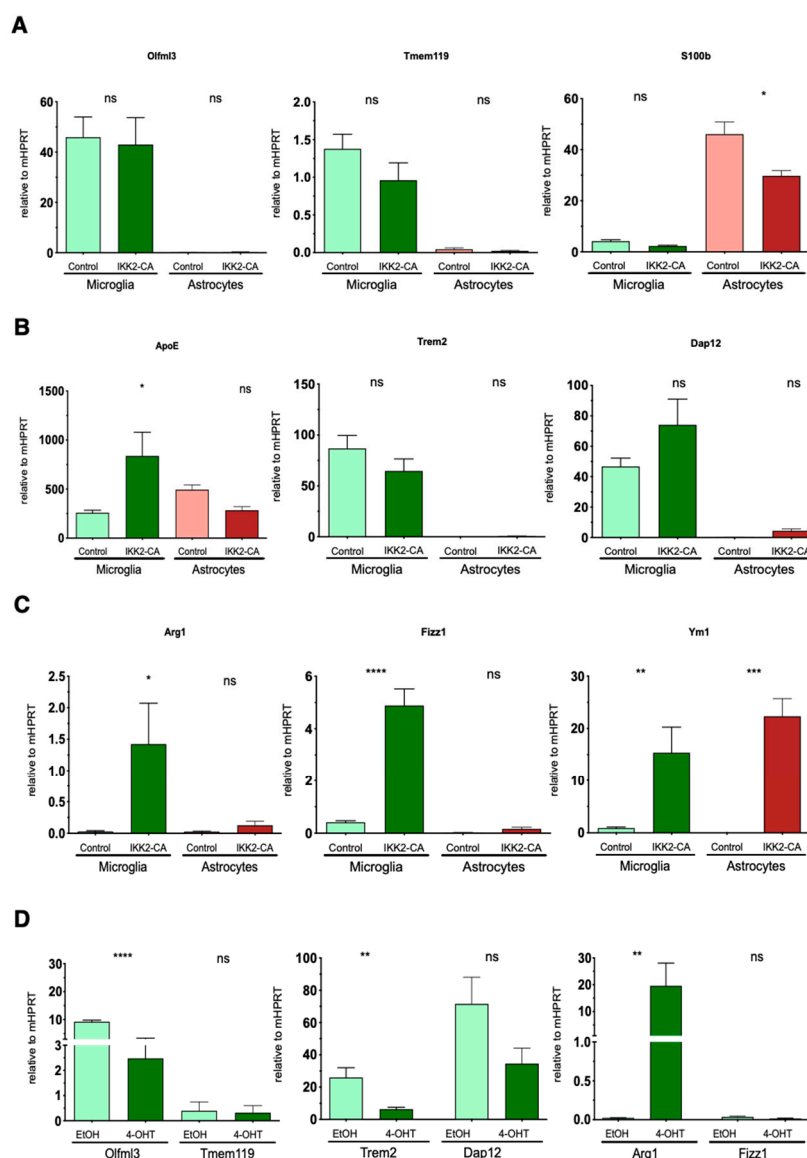 A
Olfml3 Tmem119 S100b
ns ns ns ns ns *
relative to mHPRT relative to mHPRT relative to mHPRT
60 2.0 60
1.5
40 40
1.0
20 20
0.5
0 0.0 0
Control IKK2-CA Control IKK2-CA Control IKK2-CA Control IKK2-CA Control IKK2-CA Control IKK2-CA
Microglia Astrocytes Microglia Astrocytes Microglia Astrocytes
B
ApoE Trem2 Dap12
* ns ns ns ns ns
relative to mHPRT relative to mHPRT relative to mHPRT
1500 150 100
80
1000 100
60
40
500 50
20
0 0 0
Control IKK2-CA Control IKK2-CA Control IKK2-CA Control IKK2-CA Control IKK2-CA Control IKK2-CA
Microglia Astrocytes Microglia Astrocytes Microglia Astrocytes
C
Arg1 Fizz1 Ym1
* ns **** ns ** ***
relative to mHPRT relative to mHPRT relative to mHPRT
2.5 6 30
2.0
4 20
1.5
1.0
2 10
0.5
0.0 0 0
Control IKK2-CA Control IKK2-CA Control IKK2-CA Control IKK2-CA Control IKK2-CA Control IKK2-CA
Microglia Astrocytes Microglia Astrocytes Microglia Astrocytes
D
**** ns ** ns ** ns
relative to mHPRT relative to mHPRT relative to mHPRT
30 100 30
20 80 20
10 60 10
3
2 40 1.0
1 20 0.5
0 0 0.0
EtOH 4-OHT EtOH 4-OHT EtOH 4-OHT EtOH 4-OHT EtOH 4-OHT EtOH 4-OHT
Olfml3 Tmem119 Trem2 Dap12 Arg1 Fizz1